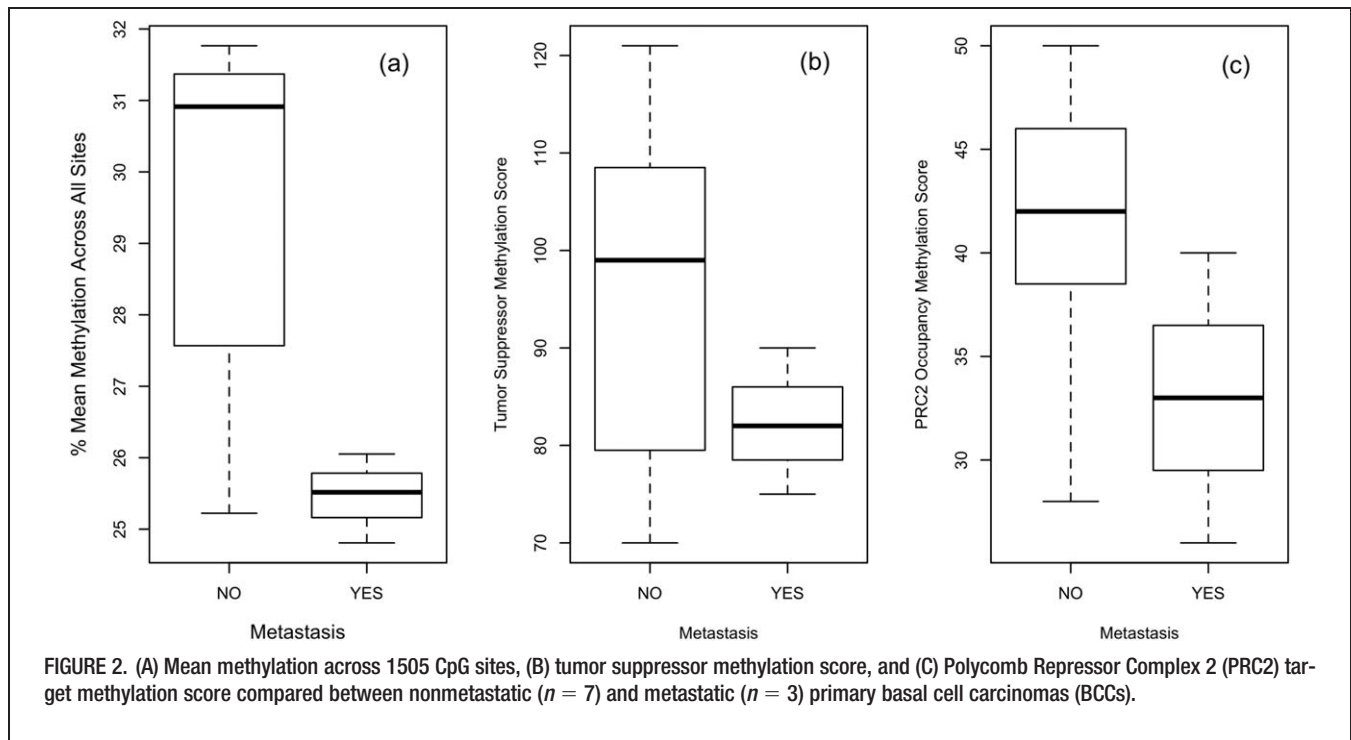 (a)
% Mean Methylation Across All Sites
32
31
30
29
28
27
26
25
NO YES
Metastasis
(b)
Tumor Suppressor Methylation Score
120
110
100
90
80
70
NO YES
Metastasis
(c)
PRC2 Occupancy Methylation Score
50
45
40
35
30
NO YES
Metastasis
FIGURE 2. (A) Mean methylation across 1505 CpG sites, (B) tumor suppressor methylation score, and (C) Polycomb Repressor Complex 2 (PRC2) tar-
get methylation score compared between nonmetastatic (n = 7) and metastatic (n = 3) primary basal cell carcinomas (BCCs).